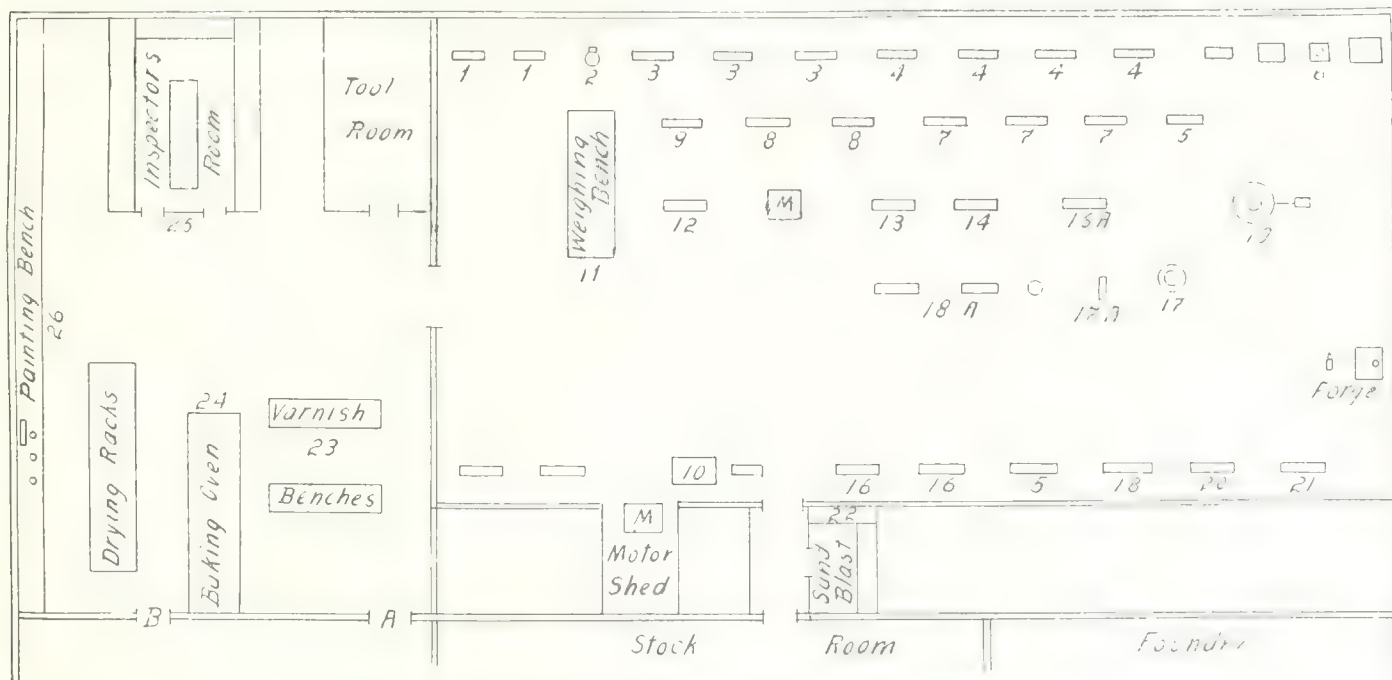 1 1 2 3 3 3 4 4 4 4
Inspectors
Room
25
Tool
Room
Weighing
Bench
11
9 8 8 7 7 7 5
12 M 13 14 15A
18 A 17
Painting Bench
26
Forge
Drying Racks
24
Baking Oven
Varnish
23
Benches
10 16 16 5 18 20 21
M
Motor
Shed
22
Sand
Blast
B A
Stock Room Foundry